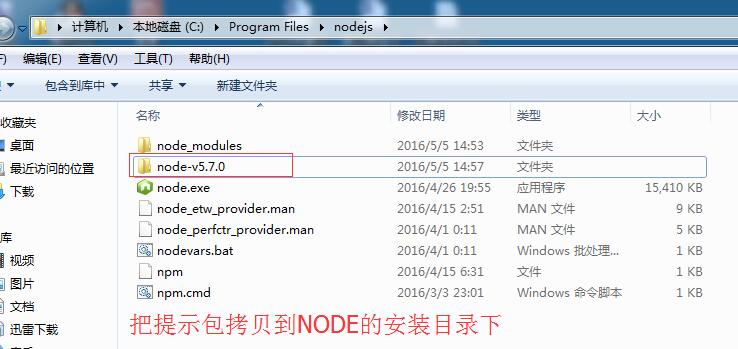 计算机 本地磁盘 (C:) Program Files nodejs
F) 编辑(E) 查看(V) 工具(T) 帮助(H)
包含到库中 共享 新建文件夹
收藏夹
桌面
最近访问的位置
下载
库
视频
图片
文档
迅雷下载
音乐
名称 修改日期 类型 大小
node_modules 2016/5/5 14:53 文件夹
node-v5.7.0 2016/5/5 14:57 文件夹
node.exe 2016/4/26 19:55 应用程序 15,410 KB
node_etw_provider.man 2016/4/15 2:51 MAN 文件 9 KB
node_perfctr_provider.man 2016/4/1 0:11 MAN 文件 5 KB
nodevars.bat 2016/4/1 0:11 Windows 批处理... 1 KB
npm 2016/4/15 6:31 文件 1 KB
npm.cmd 2016/3/3 23:01 Windows 命令脚本 1 KB
把提示包拷贝到NODE的安装目录下